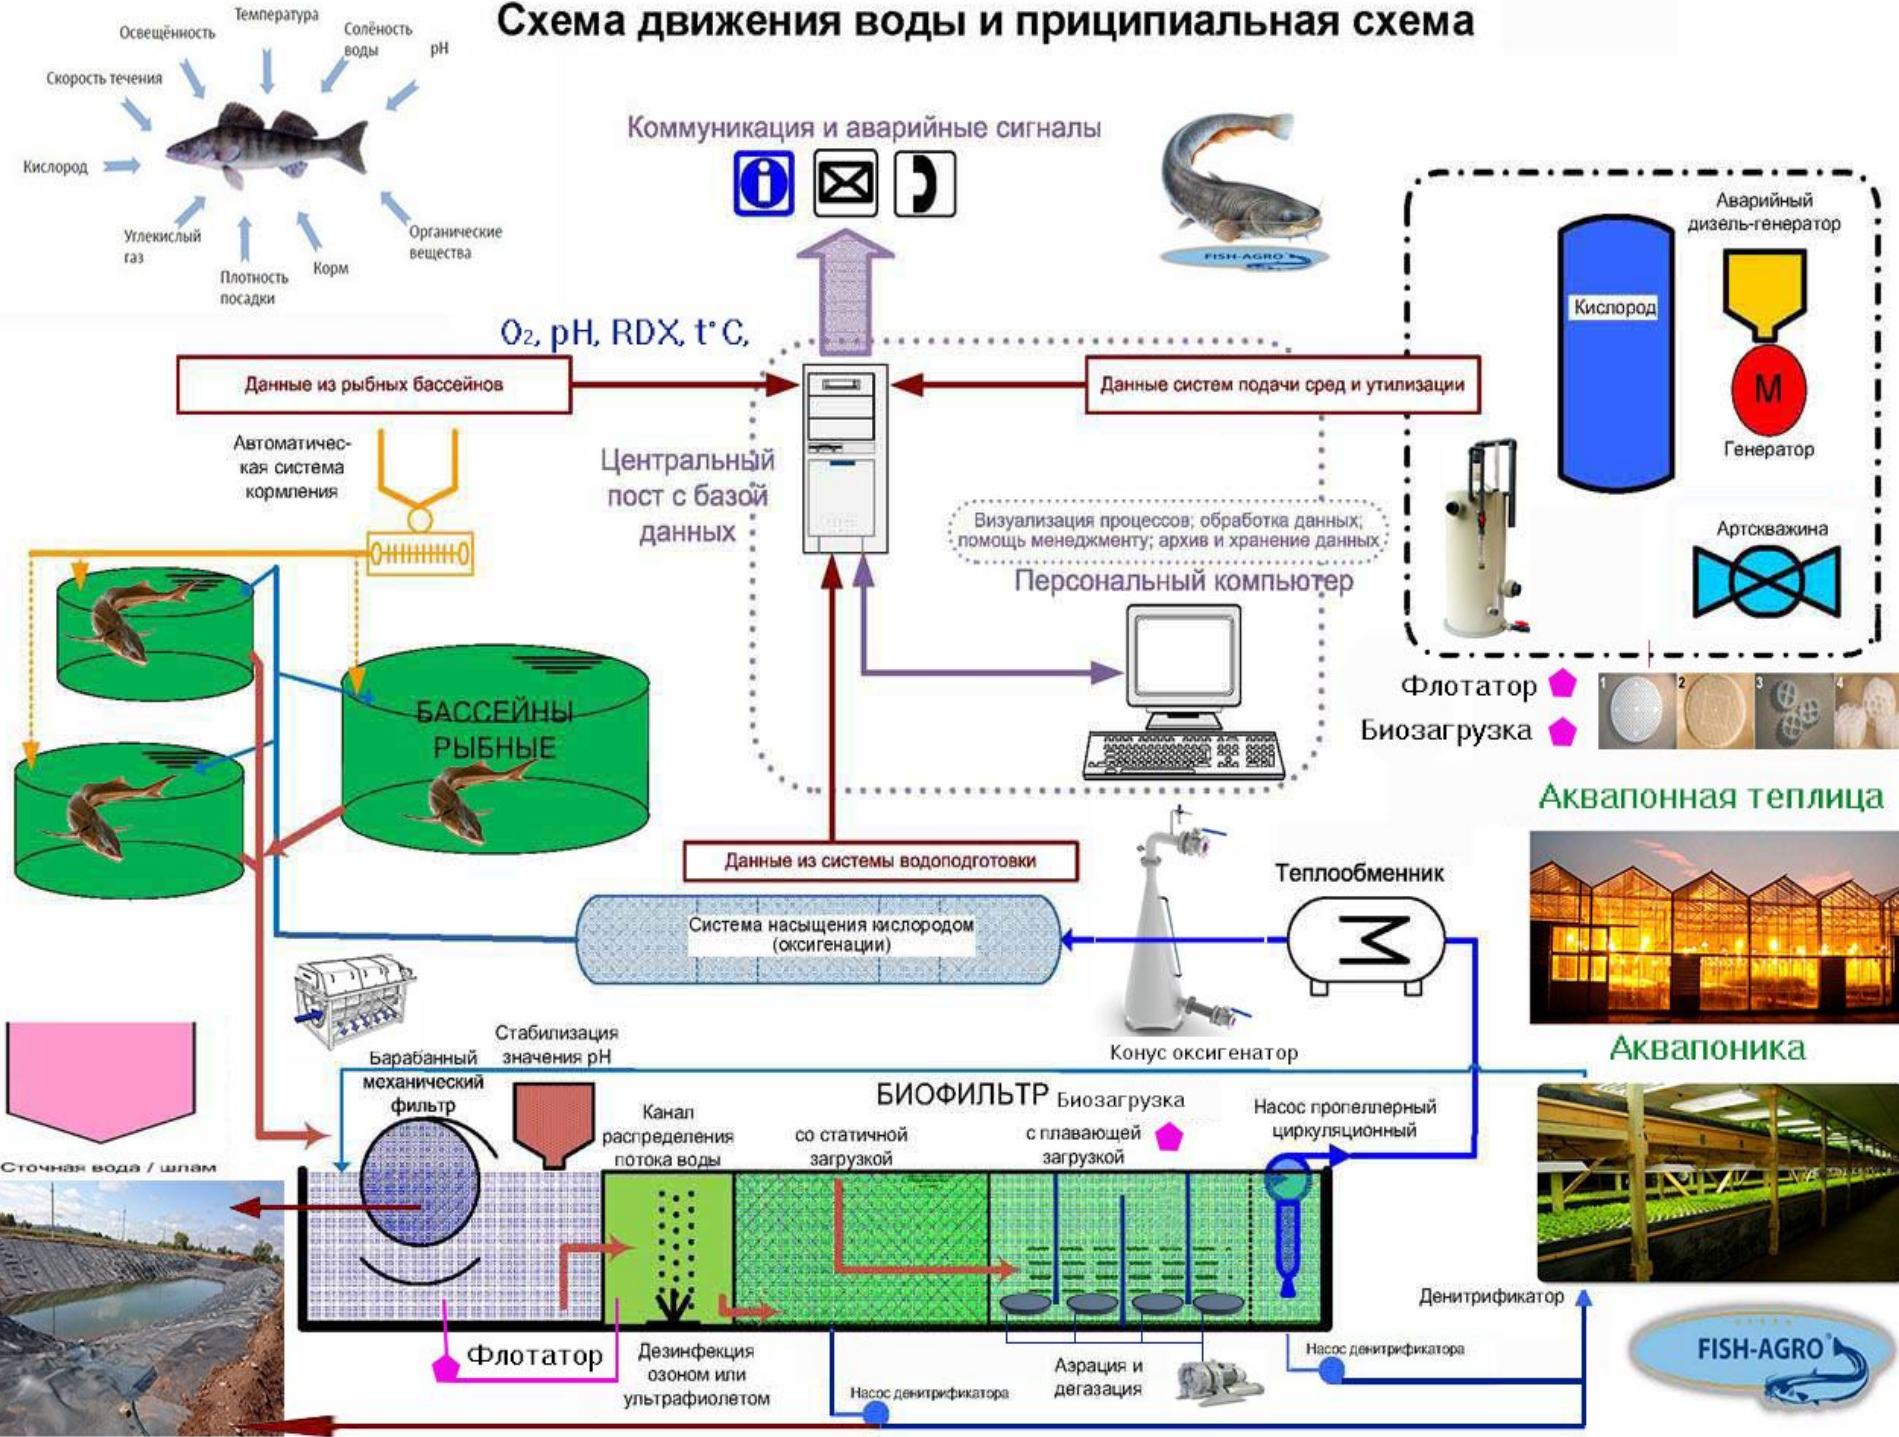 Схема движения воды и приципиальная схема
Температура
Освещённость
Солёность
воды
pH
Скорость течения
Кислород
Углекислый
газ
Плотность
посадки
Корм
Органические
вещества
Коммуникация и аварийные сигналы
FISH-AGRO
Аварийный
дизель-генератор
Кислород
M
Генератор
Артскважина
O₂, pH, RDX, t°C,
Данные из рыбных бассейнов
Данные систем подачи сред и утилизации
Автоматичес-
кая система
кормления
Центральный
пост с базой
данных
Визуализация процессов; обработка данных;
помощь менеджменту; архив и хранение данных
Персональный компьютер
БАССЕЙНЫ
РЫБНЫЕ
Флотатор
Биозагрузка
1 2 3 4
Аквапонная теплица
Данные из системы водоподготовки
Теплообменник
Система насыщения кислородом
(оксигенации)
Конус оксигенатор
Аквапоника
Стабилизация
значения pH
Барабанный
механический
фильтр
БИОФИЛЬТР
Биозагрузка
Канал
распределения
потока воды
со статичной
загрузкой
с плавающей
загрузкой
Насос пропеллерный
циркуляционный
Сточная вода / шлам
Денитрификатор
Флотатор
Дезинфекция
озоном или
ультрафиолетом
Насос денитрификатора
Аэрация и
дегазация
Насос денитрификатора
FISH-AGRO®